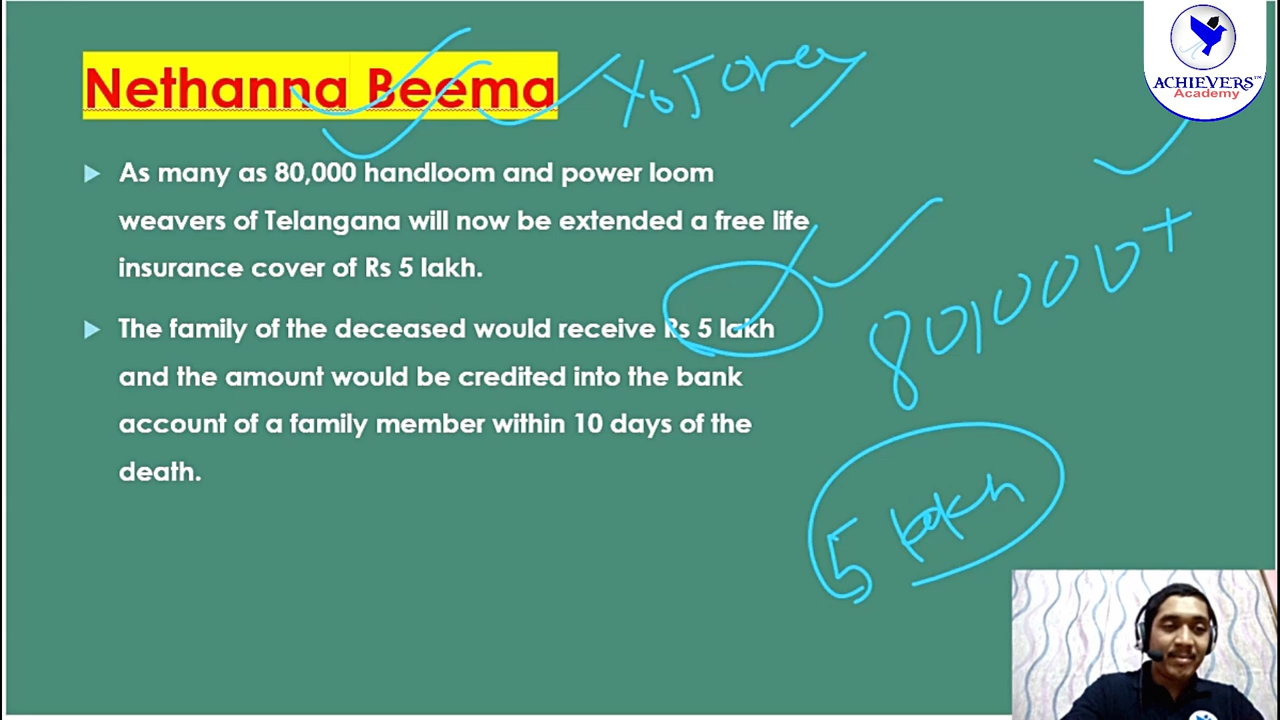 Nethanna Beema
Yojana
ACHIEVERS™
Academy
As many as 80,000 handloom and power loom
weavers of Telangana will now be extended a free life
insurance cover of Rs 5 lakh.
80,000+
The family of the deceased would receive Rs 5 lakh
and the amount would be credited into the bank
account of a family member within 10 days of the
death.
5 lakh